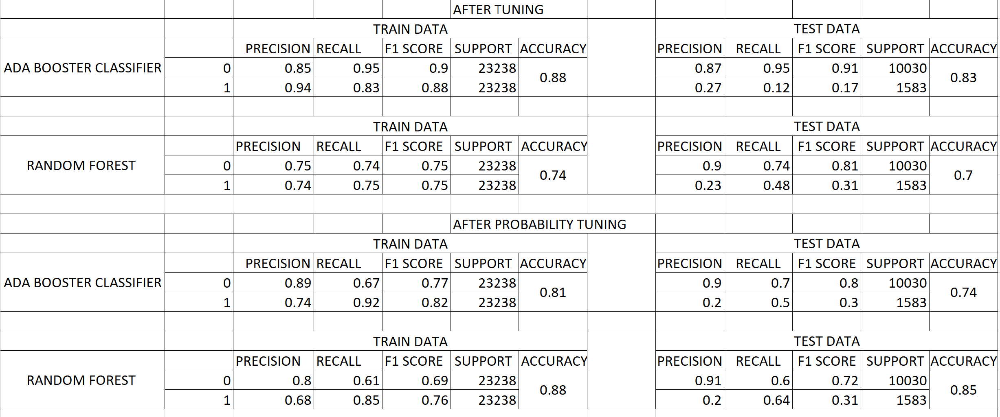 AFTER TUNING
TRAIN DATA TEST DATA
PRECISION RECALL F1 SCORE SUPPORT ACCURACY PRECISION RECALL F1 SCORE SUPPORT ACCURACY
ADA BOOSTER CLASSIFIER 0 0.85 0.95 0.9 23238 0.88 0.87 0.95 0.91 10030 0.83
1 0.94 0.83 0.88 23238 0.27 0.12 0.17 1583
TRAIN DATA TEST DATA
PRECISION RECALL F1 SCORE SUPPORT ACCURACY PRECISION RECALL F1 SCORE SUPPORT ACCURACY
RANDOM FOREST 0 0.75 0.74 0.75 23238 0.74 0.9 0.74 0.81 10030 0.7
1 0.74 0.75 0.75 23238 0.23 0.48 0.31 1583
AFTER PROBABILITY TUNING
TRAIN DATA TEST DATA
PRECISION RECALL F1 SCORE SUPPORT ACCURACY PRECISION RECALL F1 SCORE SUPPORT ACCURACY
ADA BOOSTER CLASSIFIER 0 0.89 0.67 0.77 23238 0.81 0.9 0.7 0.8 10030 0.74
1 0.74 0.92 0.82 23238 0.2 0.5 0.3 1583
TRAIN DATA TEST DATA
PRECISION RECALL F1 SCORE SUPPORT ACCURACY PRECISION RECALL F1 SCORE SUPPORT ACCURACY
RANDOM FOREST 0 0.8 0.61 0.69 23238 0.88 0.91 0.6 0.72 10030 0.85
1 0.68 0.85 0.76 23238 0.2 0.64 0.31 1583